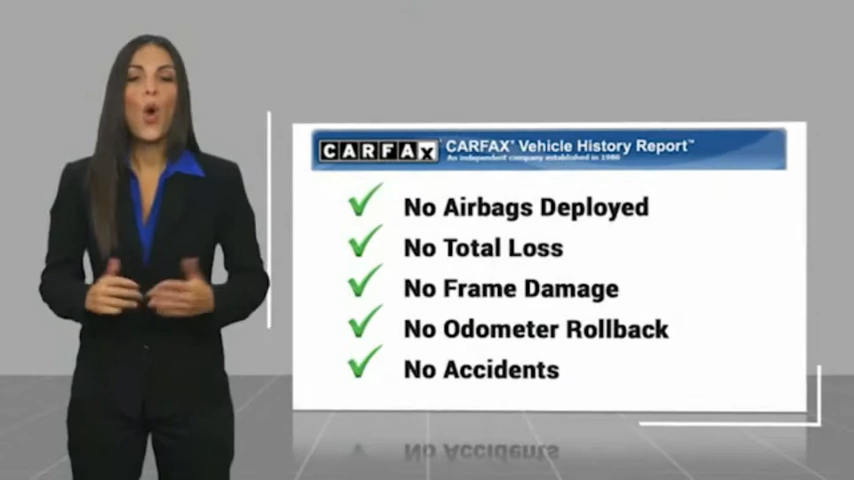 CARFAX CARFAX® Vehicle History Report™
An independent company established in 1986
No Airbags Deployed
No Total Loss
No Frame Damage
No Odometer Rollback
No Accidents